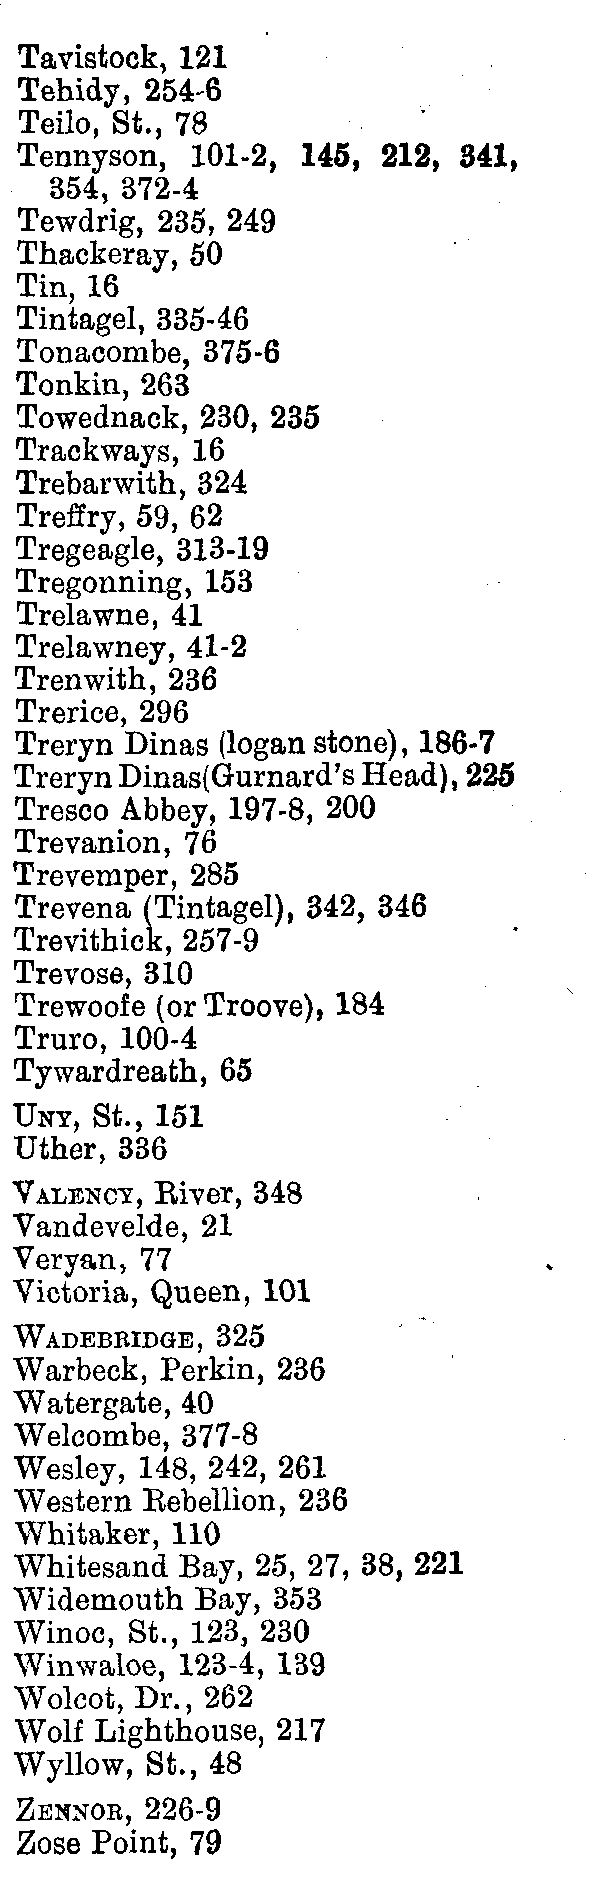 Tavistock, 121
Tehidy, 254-6
Teilo, St., 78
Tennyson, 101-2, 145, 212, 341,
354, 372-4
Tewdrig, 235, 249
Thackeray, 50
Tin, 16
Tintagel, 335-46
Tonacombe, 375-6
Tonkin, 263
Towednack, 230, 235
Trackways, 16
Trebarwith, 324
Treffry, 59, 62
Tregeagle, 313-19
Tregonning, 153
Trelawne, 41
Trelawney, 41-2
Trenwith, 236
Trerice, 296
Treryn Dinas (logan stone), 186-7
Treryn Dinas (Gurnard's Head), 225
Tresco Abbey, 197-8, 200
Trevanion, 76
Trevemper, 285
Trevena (Tintagel), 342, 346
Trevithick, 257-9
Trevose, 310
Trewoofe (or Troove), 184
Truro, 100-4
Tywardreath, 65
UNY, St., 151
Uther, 336
VALENCY, River, 348
Vandevelde, 21
Veryan, 77
Victoria, Queen, 101
WADEBRIDGE, 325
Warbeck, Perkin, 236
Watergate, 40
Welcombe, 377-8
Wesley, 148, 242, 261
Western Rebellion, 236
Whitaker, 110
Whitesand Bay, 25, 27, 38, 221
Widemouth Bay, 353
Winoc, St., 123, 230
Winwaloe, 123-4, 139
Wolcot, Dr., 262
Wolf Lighthouse, 217
Wyllow, St., 48
ZENNOR, 226-9
Zose Point, 79